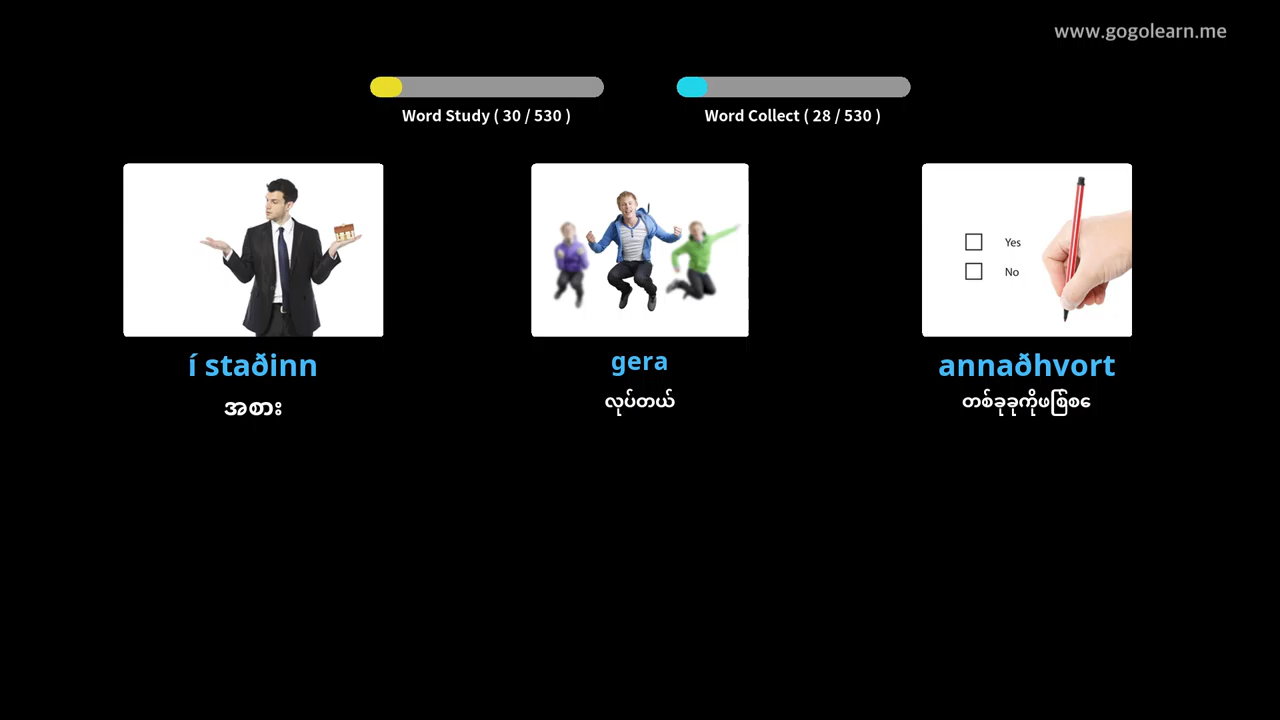 www.gogolearn.me
Word Study ( 30 / 530 )
Word Collect ( 28 / 530 )
Yes
No
í staðinn
gera
annaðhvort
အစား
လုပ်တယ်
တစ်ခုခုကိုဖြစ်စေ